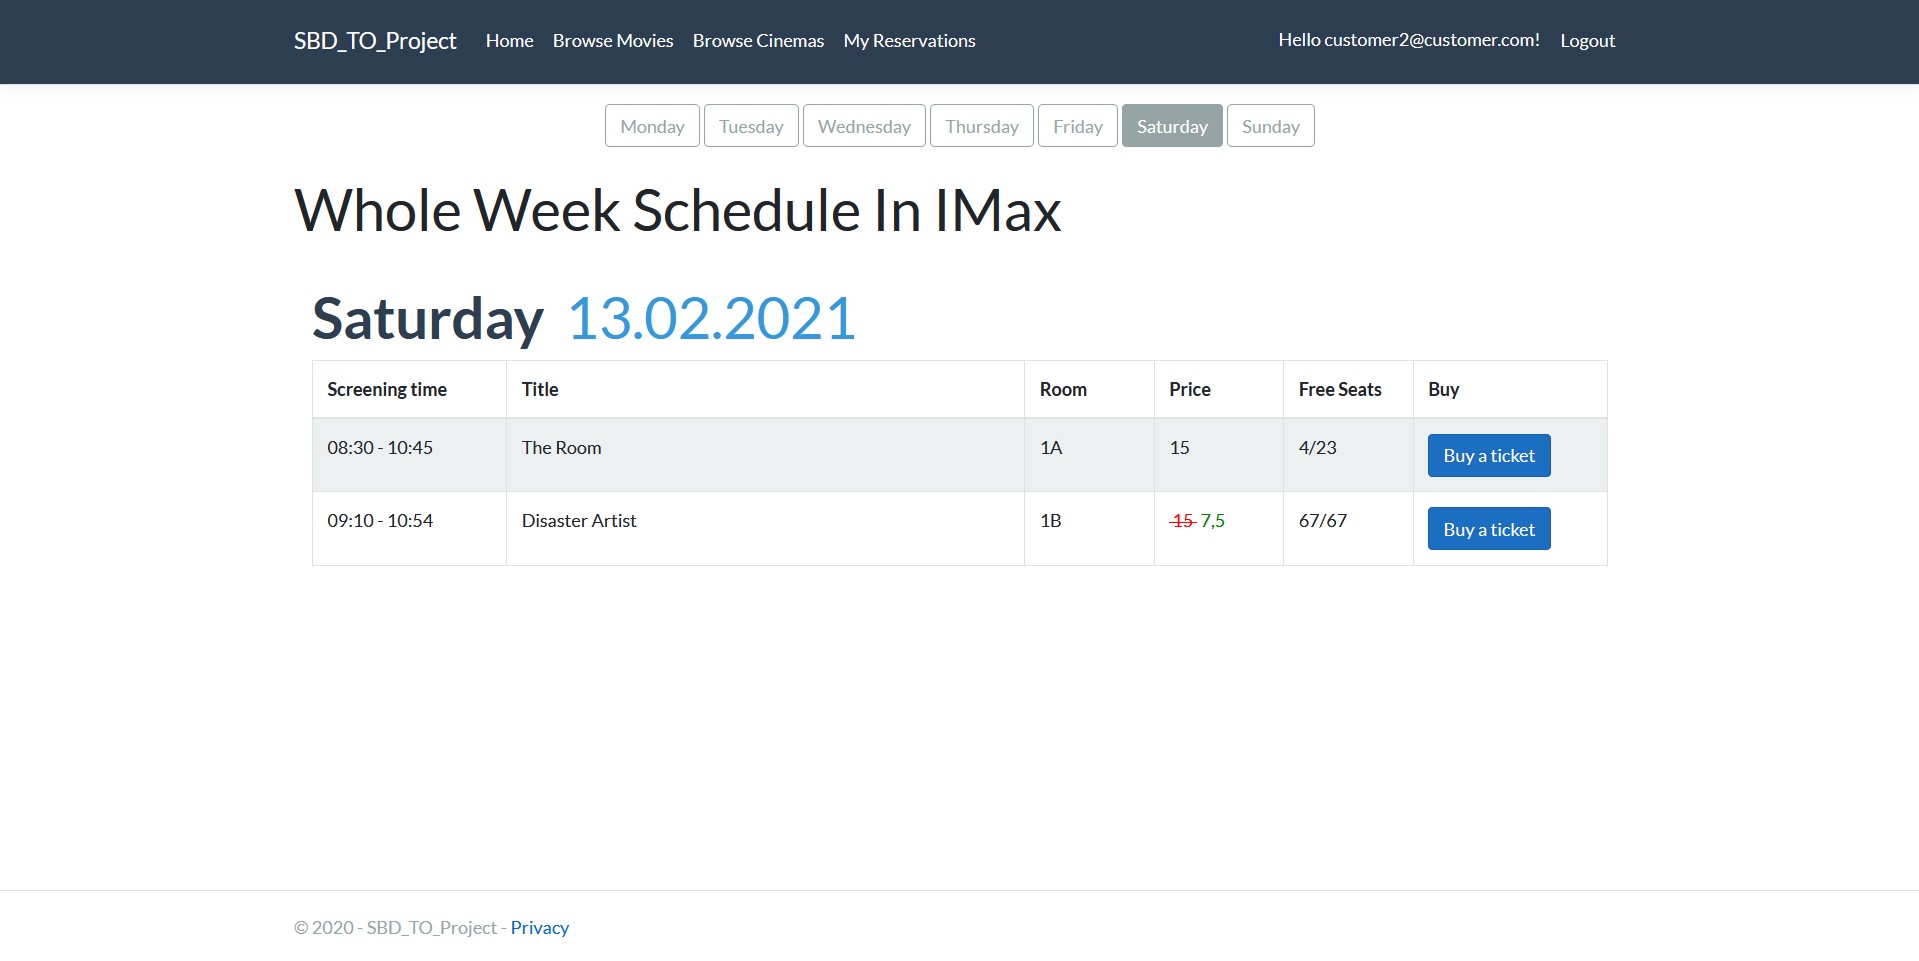 SBD_TO_Project Home Browse Movies Browse Cinemas My Reservations Hello customer2@customer.com! Logout
Monday Tuesday Wednesday Thursday Friday Saturday Sunday
Whole Week Schedule In IMax
Saturday 13.02.2021
Screening time Title Room Price Free Seats Buy
08:30 - 10:45 The Room 1A 15 4/23 Buy a ticket
09:10 - 10:54 Disaster Artist 1B 15 7,5 67/67 Buy a ticket
© 2020 - SBD_TO_Project - Privacy